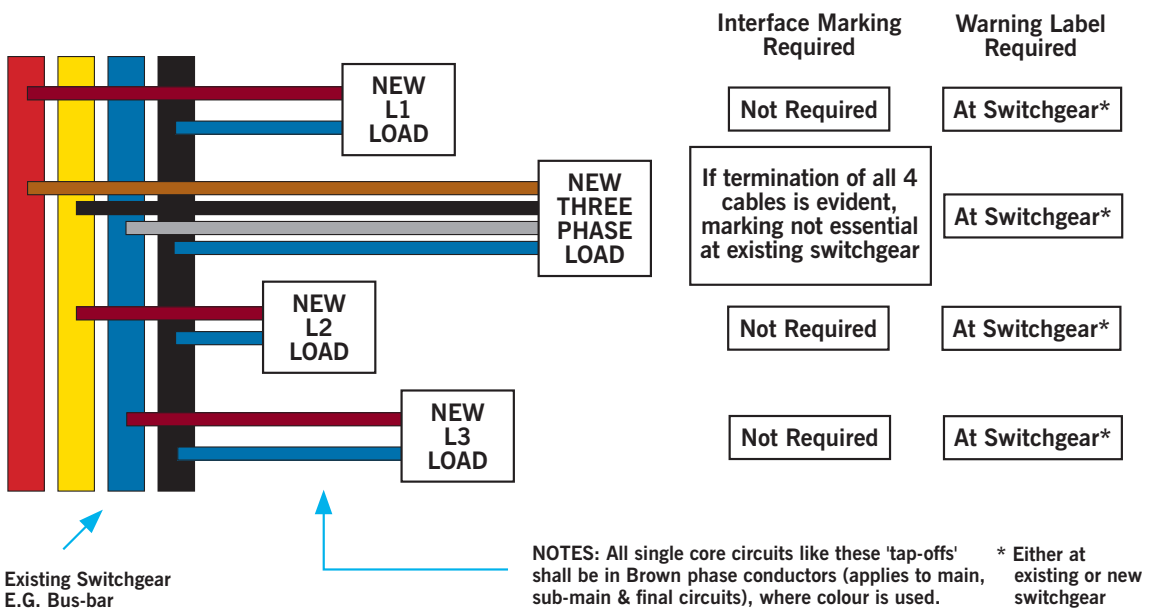 Interface Marking
Required
Warning Label
Required
NEW
L1
LOAD
Not Required
At Switchgear*
NEW
THREE
PHASE
LOAD
If termination of all 4
cables is evident,
marking not essential
at existing switchgear
At Switchgear*
NEW
L2
LOAD
Not Required
At Switchgear*
NEW
L3
LOAD
Not Required
At Switchgear*
Existing Switchgear
E.G. Bus-bar
NOTES: All single core circuits like these 'tap-offs'
shall be in Brown phase conductors (applies to main,
sub-main & final circuits), where colour is used.
* Either at
existing or new
switchgear